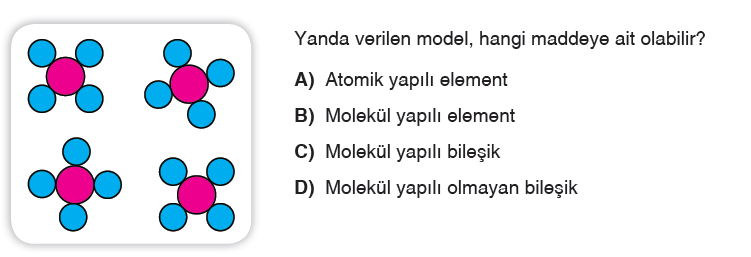 Yanda verilen model, hangi maddeye ait olabilir?
A) Atomik yapılı element
B) Molekül yapılı element
C) Molekül yapılı bileşik
D) Molekül yapılı olmayan bileşik